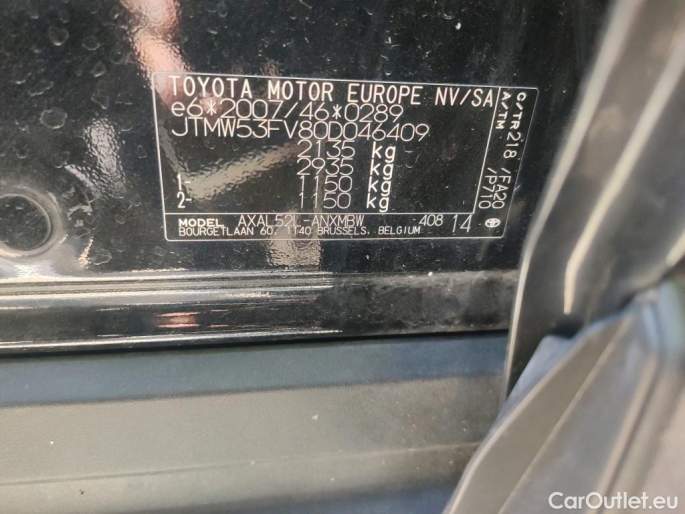 TOYOTA MOTOR EUROPE NV/SA
e6*2007/46*0289
JTMW53FV80D046409
2135 kg
2935 kg
1- 1150 kg
2- 1150 kg
MODEL AXAL52L-ANXMBW 408 14
BOURGETLAAN 60, 1140 BRUSSELS, BELGIUM
C/TR 218 /FA20
A/TM /P710
CarOutlet.eu